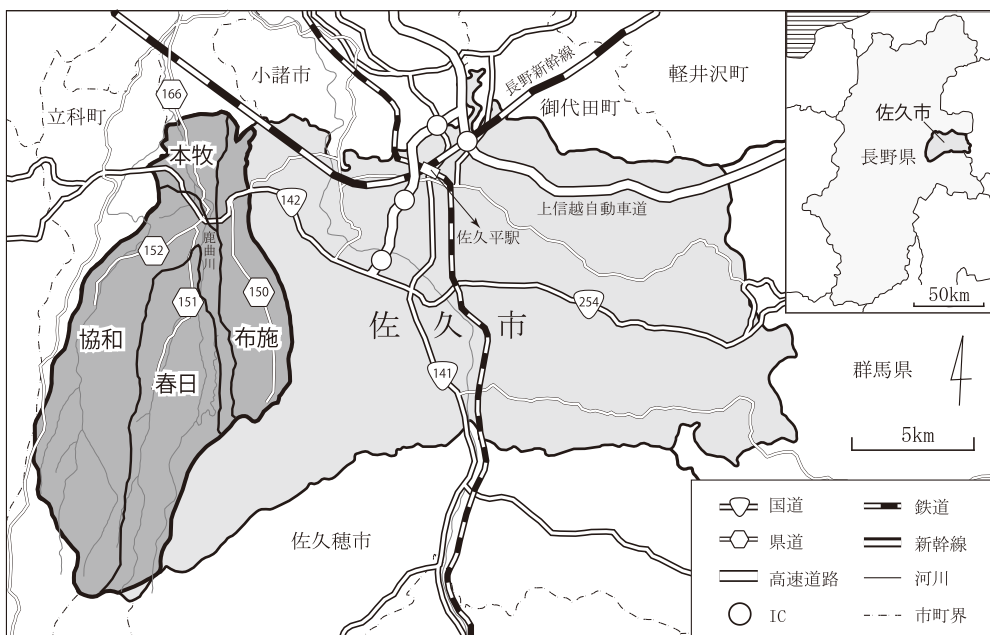 小諸市
軽井沢町
長野新幹線
御代田町
立科町
166
本牧
佐久市
長野県
上信越自動車道
142
佐久平駅
鹿曲川
152
151
150
254
50km
協和
春日
布施
佐久市
141
群馬県
5km
佐久穂市
国道
鉄道
県道
新幹線
高速道路
河川
IC
市町界